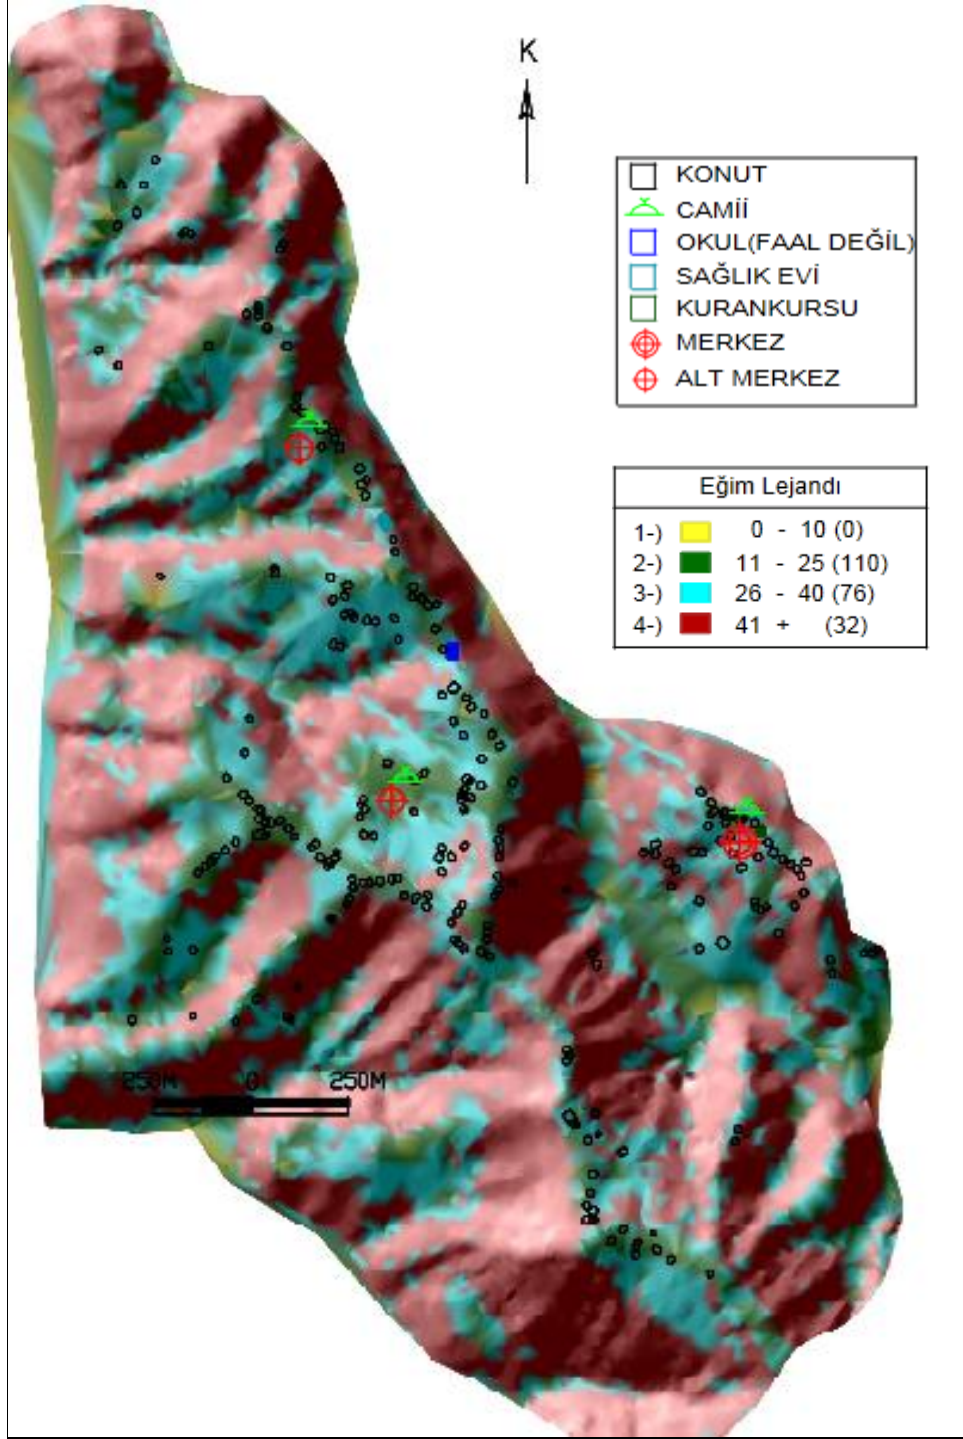 K
KONUT
CAMİİ
OKUL(FAAL DEĞİL)
SAĞLIK EVİ
KURANKURSU
MERKEZ
ALT MERKEZ
Eğim Lejandı
1-) 0 - 10 (0)
2-) 11 - 25 (110)
3-) 26 - 40 (76)
4-) 41 + (32)
250M 0 250M